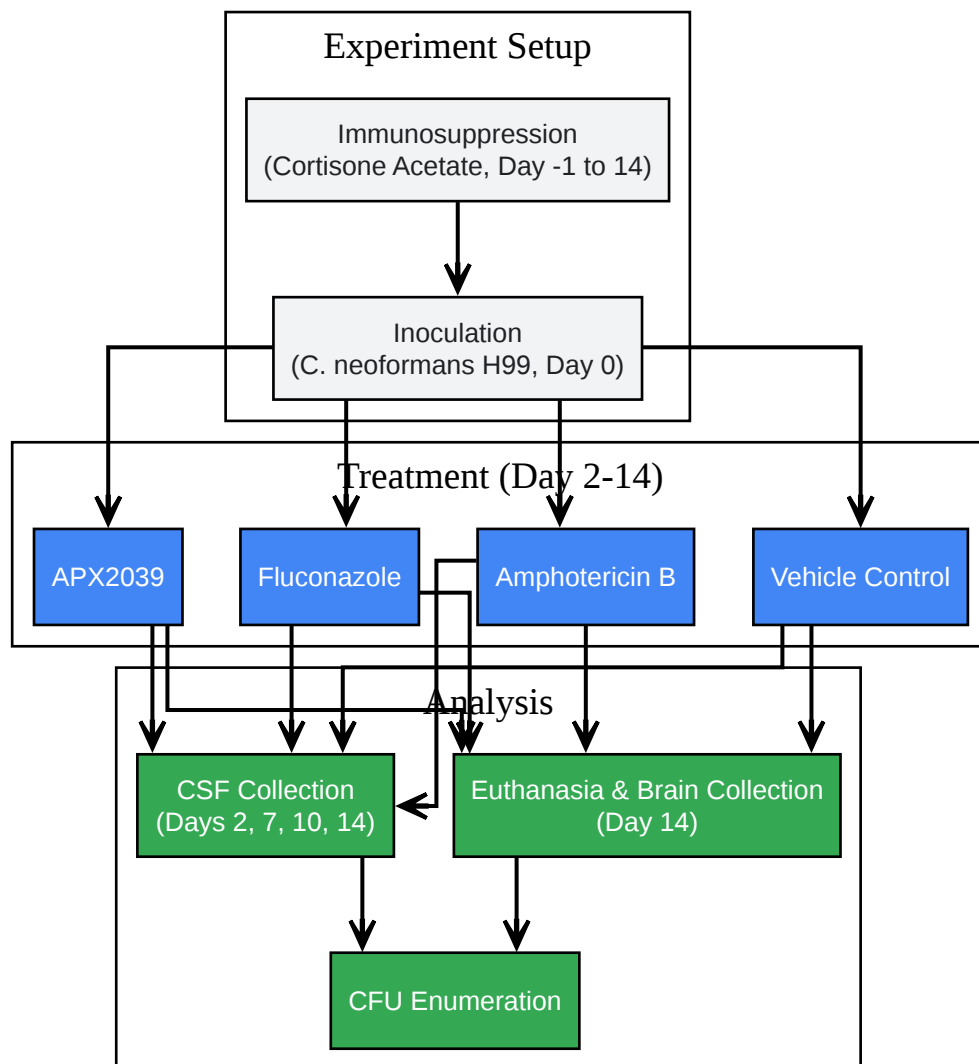 Experiment Setup
Immunosuppression
(Cortisone Acetate, Day -1 to 14)
Inoculation
(C. neoformans H99, Day 0)
Treatment (Day 2-14)
APX2039
Fluconazole
Amphotericin B
Vehicle Control
Analysis
CSF Collection
(Days 2, 7, 10, 14)
Euthanasia & Brain Collection
(Day 14)
CFU Enumeration